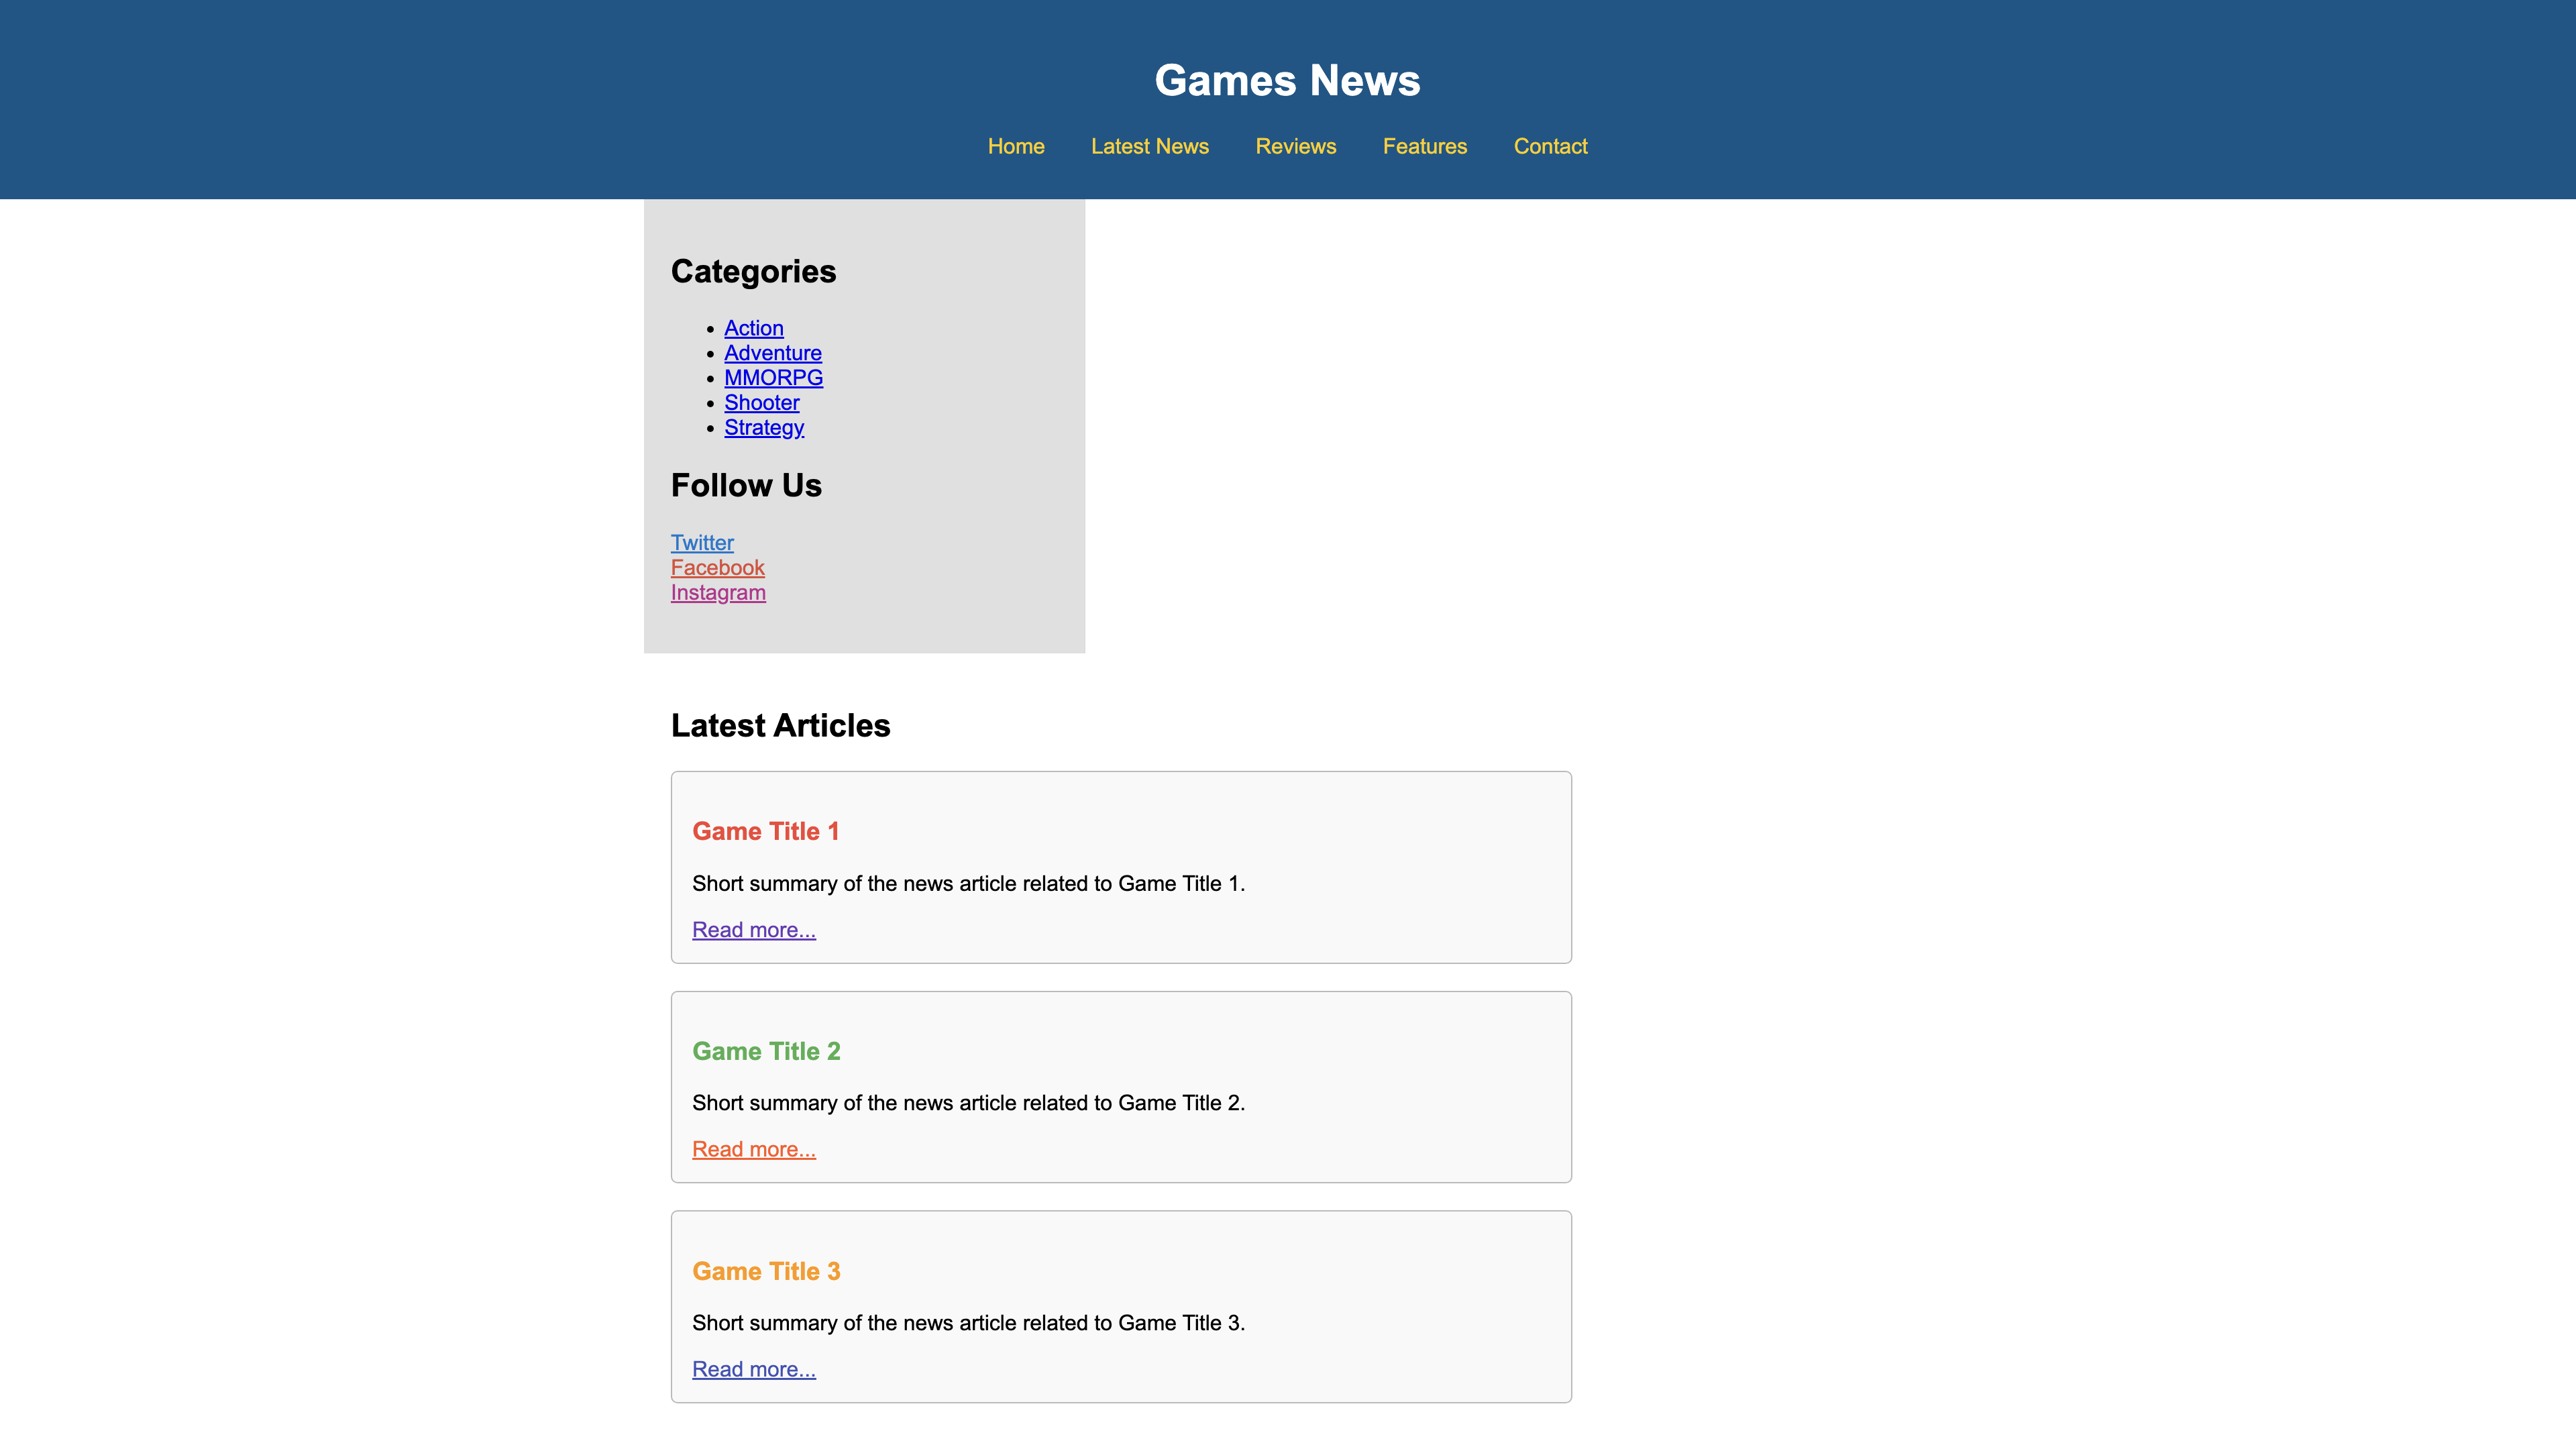 Games News
Home Latest News Reviews Features Contact
Categories
Action
Adventure
MMORPG
Shooter
Strategy
Follow Us
Twitter
Facebook
Instagram
Latest Articles
Game Title 1
Short summary of the news article related to Game Title 1.
Read more...
Game Title 2
Short summary of the news article related to Game Title 2.
Read more...
Game Title 3
Short summary of the news article related to Game Title 3.
Read more...